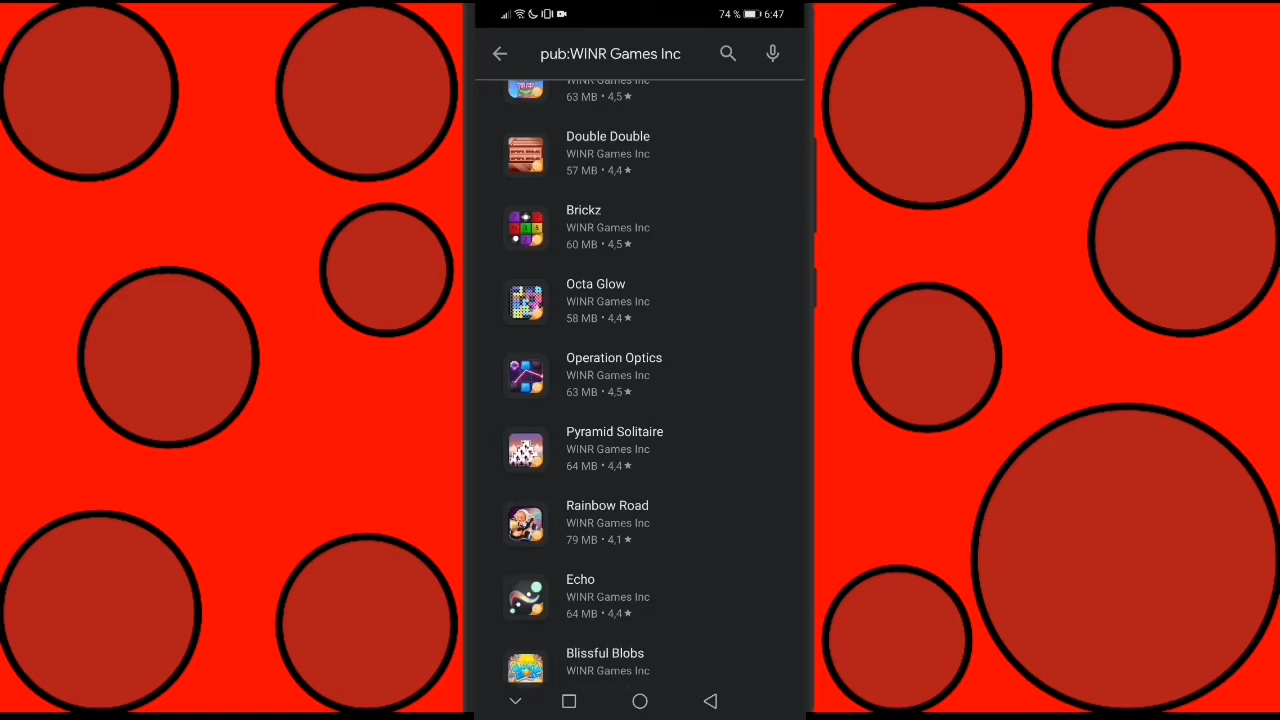 74 % 6:47
pub:WINR Games Inc
WINR Games Inc
63 MB • 4,5★
Double Double
WINR Games Inc
57 MB • 4,4★
Brickz
WINR Games Inc
60 MB • 4,5★
Octa Glow
WINR Games Inc
58 MB • 4,4★
Operation Optics
WINR Games Inc
63 MB • 4,5★
Pyramid Solitaire
WINR Games Inc
64 MB • 4,4★
Rainbow Road
WINR Games Inc
79 MB • 4,1★
Echo
WINR Games Inc
64 MB • 4,4★
Blissful Blobs
WINR Games Inc